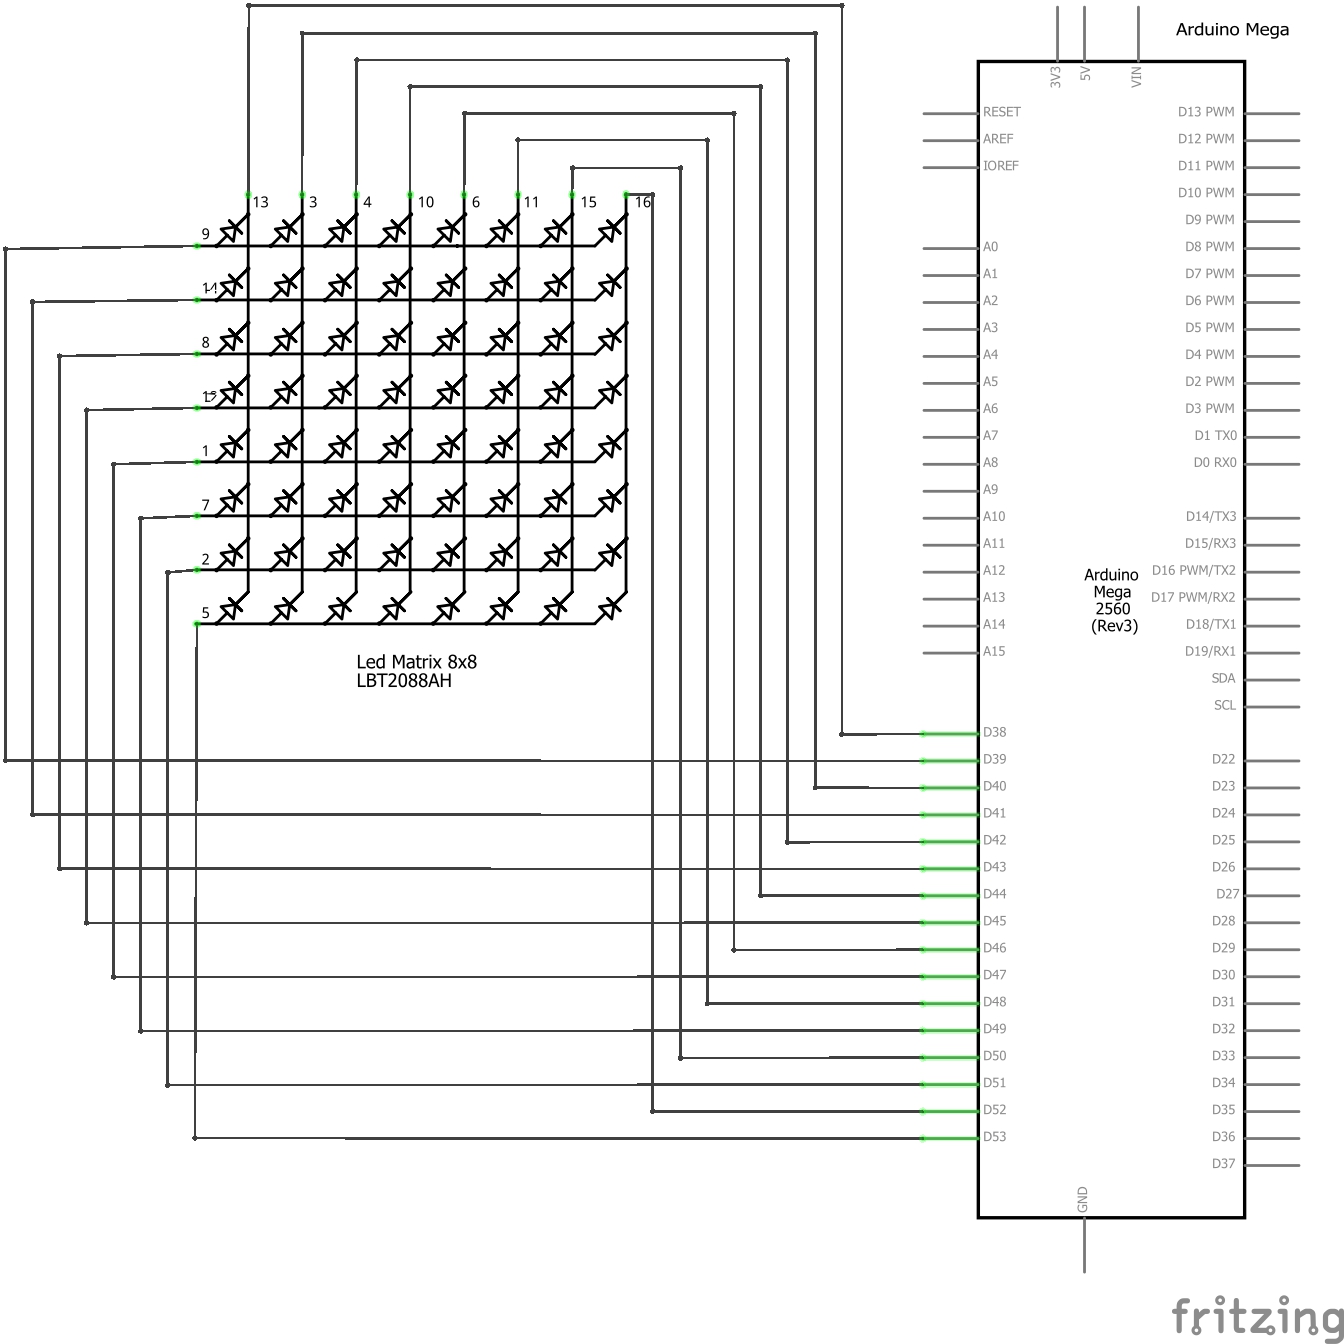 Arduino Mega
3V3
5V
VIN
RESET
D13 PWM
AREF
D12 PWM
IOREF
D11 PWM
D10 PWM
D9 PWM
13
3
4
10
6
11
15
16
9
8
1
7
2
5
A0
D8 PWM
A1
D7 PWM
A2
D6 PWM
A3
D5 PWM
A4
D4 PWM
A5
D2 PWM
A6
D3 PWM
A7
D1 TX0
A8
D0 RX0
A9
A10
D14/TX3
A11
D15/RX3
A12
D16 PWM/TX2
A13
D17 PWM/RX2
A14
D18/TX1
A15
D19/RX1
Arduino
Mega
2560
(Rev3)
SDA
SCL
Led Matrix 8x8
LBT2088AH
D38
D39
D22
D40
D23
D41
D24
D42
D25
D43
D26
D44
D27
D45
D28
D46
D29
D47
D30
D48
D31
D49
D32
D50
D33
D51
D34
D52
D35
D53
D36
D37
GND
fritzing